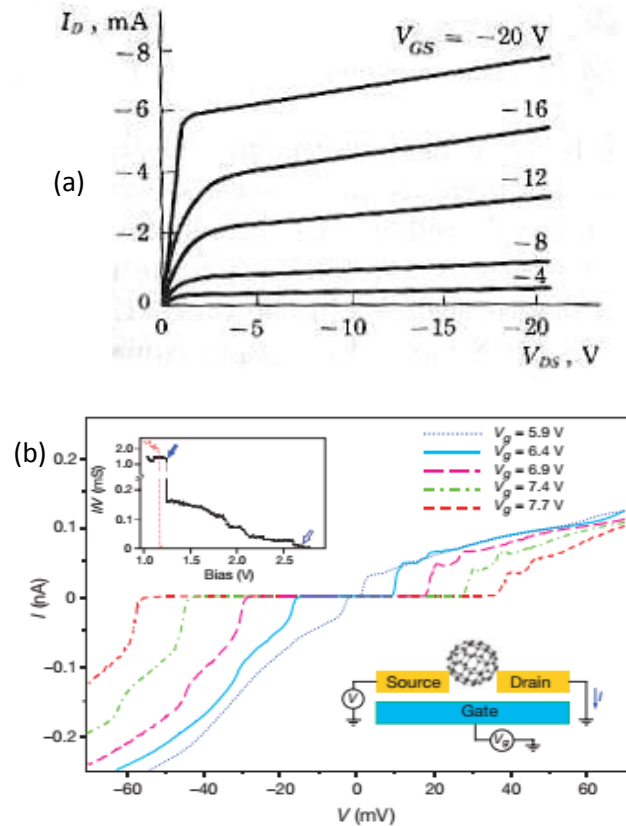 I_D , mA
V_GS = −20 V
−8
−6
−16
(a)
−4
−12
−2
−8
−4
0
0 −5 −10 −15 −20
V_DS, V
(b)
0.2
0.1
0
−0.1
−0.2
I (nA)
2.0
1.0
0.2
0.1
0
I/V (mS)
1.0 1.5 2.0 2.5
Bias (V)
V_g = 5.9 V
V_g = 6.4 V
V_g = 6.9 V
V_g = 7.4 V
V_g = 7.7 V
Source Drain
I
V
Gate
V_g
−60 −40 −20 0 20 40 60
V (mV)